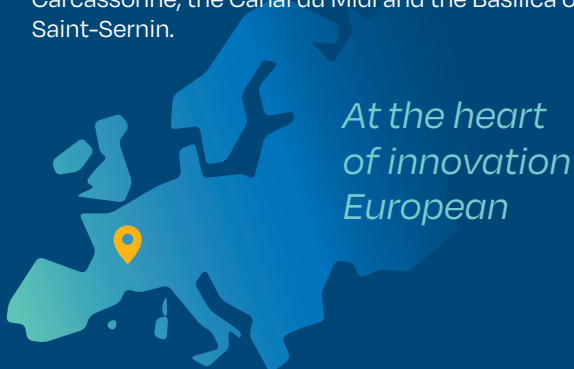 Carcassonne, the Canal du Midi and the Basilica o
Saint-Sernin.
At the heart
of innovation
European